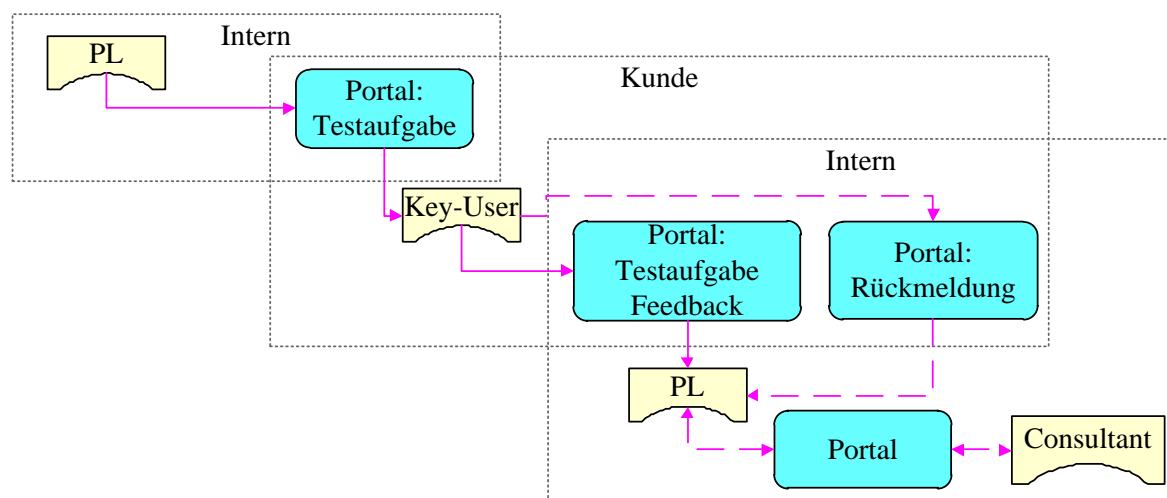 Intern
PL
Kunde
Portal:
Testaufgabe
Intern
Key-User
Portal:
Testaufgabe
Feedback
Portal:
Rückmeldung
PL
Portal
Consultant